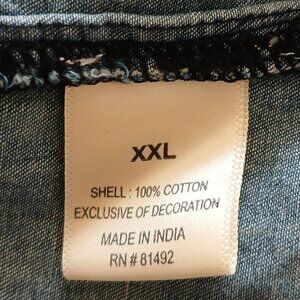 XXL
SHELL : 100% COTTON
EXCLUSIVE OF DECORATION
MADE IN INDIA
RN # 81492